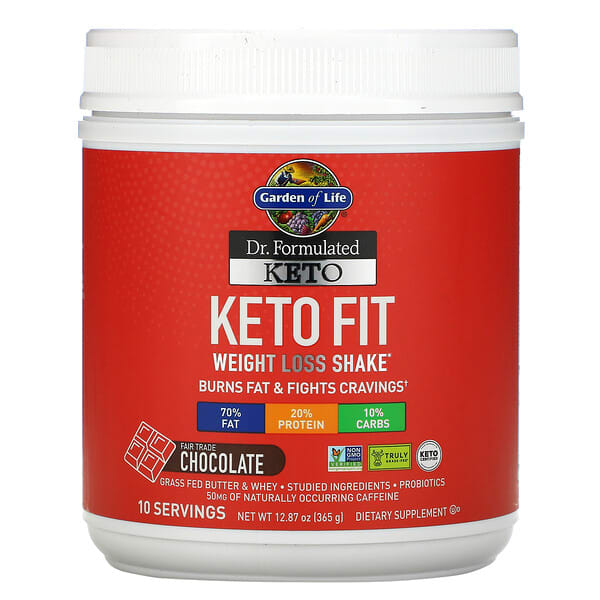 Garden of Life®
Dr. Formulated
KETO
KETO FIT
WEIGHT LOSS SHAKE*
BURNS FAT & FIGHTS CRAVINGS†
70% FAT
20% PROTEIN
10% CARBS
FAIR TRADE
CHOCOLATE
NON GMO Project VERIFIED
TRULY GRASS FED
KETO CERTIFIED
GRASS FED BUTTER & WHEY • STUDIED INGREDIENTS • PROBIOTICS
50MG OF NATURALLY OCCURRING CAFFEINE
10 SERVINGS NET WT 12.87 oz (365 g) DIETARY SUPPLEMENT